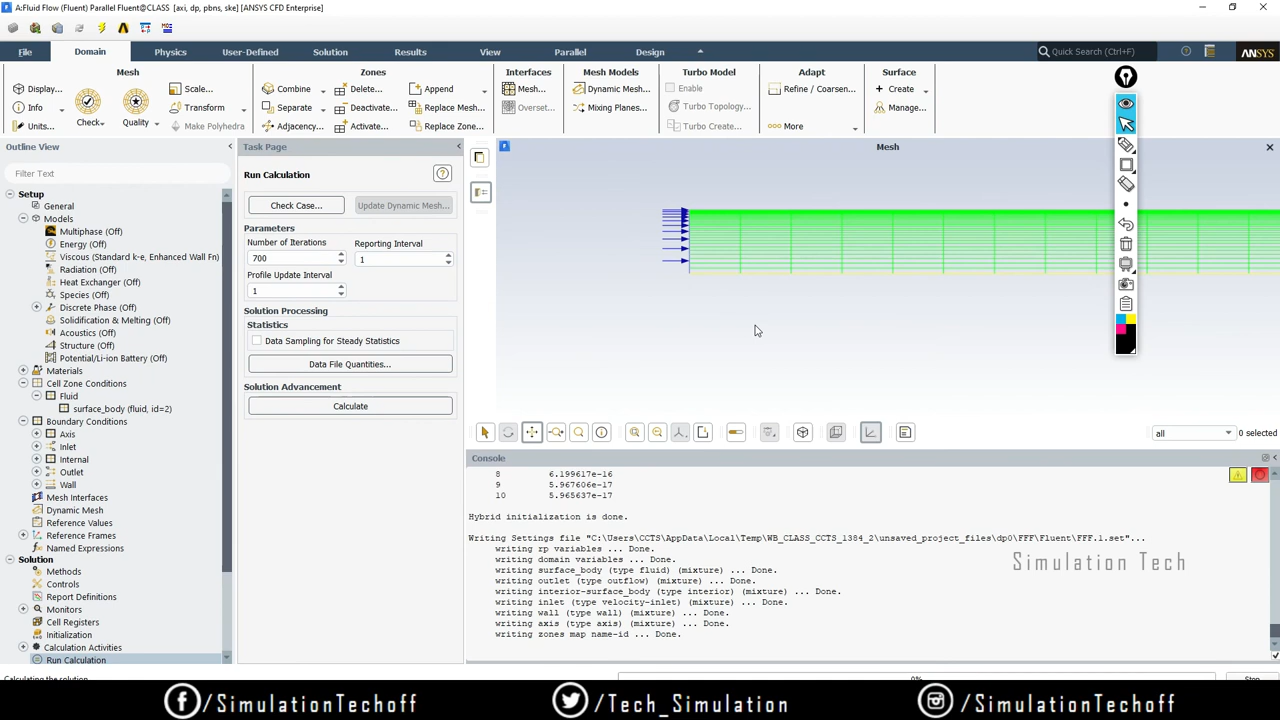 A:Fluid Flow (Fluent) Parallel Fluent@CLASS [axi, dp, pbns, ske] [ANSYS CFD Enterprise]
File Domain Physics User-Defined Solution Results View Parallel Design Quick Search (Ctrl+F) ANSYS
Mesh Zones Interfaces Mesh Models Turbo Model Adapt Surface
Display... Scale... Combine Delete... Append Mesh... Dynamic Mesh... Enable Refine / Coarsen... Create
Info Transform Separate Deactivate... Replace Mesh... Overset... Mixing Planes... Turbo Topology... Manage...
Units... Check Quality Make Polyhedra Adjacency... Activate... Replace Zone... Turbo Create... More
Outline View
Filter Text
Setup
General
Models
Multiphase (Off)
Energy (Off)
Viscous (Standard k-e, Enhanced Wall Fn)
Radiation (Off)
Heat Exchanger (Off)
Species (Off)
Discrete Phase (Off)
Solidification & Melting (Off)
Acoustics (Off)
Structure (Off)
Potential/Li-ion Battery (Off)
Materials
Cell Zone Conditions
Fluid
surface_body (fluid, id=2)
Boundary Conditions
Axis
Inlet
Internal
Outlet
Wall
Mesh Interfaces
Dynamic Mesh
Reference Values
Reference Frames
Named Expressions
Solution
Methods
Controls
Report Definitions
Monitors
Cell Registers
Initialization
Calculation Activities
Run Calculation
Calculating the solution
Task Page
Run Calculation
Check Case... Update Dynamic Mesh...
Parameters
Number of Iterations Reporting Interval
700 1
Profile Update Interval
1
Solution Processing
Statistics
Data Sampling for Steady Statistics
Data File Quantities...
Solution Advancement
Calculate
Mesh
all 0 selected
Console
8 6.199617e-16
9 5.967606e-17
10 5.965637e-17
Hybrid initialization is done.
Writing Settings file "C:\Users\CCTS\AppData\Local\Temp\WB_CLASS_CCTS_1384_2\unsaved_project_files\dp0\FFF\Fluent\FFF.1.set"...
writing rp variables ... Done.
writing domain variables ... Done.
writing surface_body (type fluid) (mixture) ... Done.
writing outlet (type outflow) (mixture) ... Done.
writing interior-surface_body (type interior) (mixture) ... Done.
writing inlet (type velocity-inlet) (mixture) ... Done.
writing wall (type wall) (mixture) ... Done.
writing axis (type axis) (mixture) ... Done.
writing zones map name-id ... Done.
Simulation Tech
0%
Stop
/SimulationTechoff /Tech_Simulation /SimulationTechoff